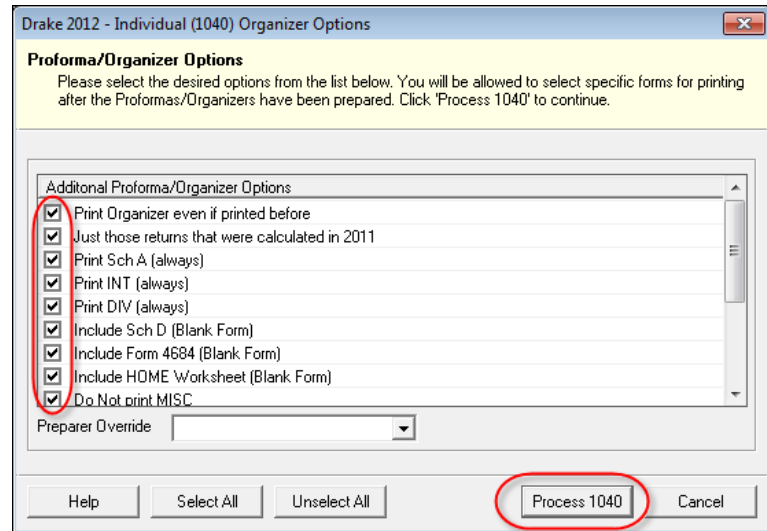 Drake 2012 - Individual (1040) Organizer Options
Proforma/Organizer Options
Please select the desired options from the list below. You will be allowed to select specific forms for printing
after the Proformas/Organizers have been prepared. Click 'Process 1040' to continue.
Additonal Proforma/Organizer Options
Print Organizer even if printed before
Just those returns that were calculated in 2011
Print Sch A (always)
Print INT (always)
Print DIV (always)
Include Sch D (Blank Form)
Include Form 4684 (Blank Form)
Include HOME Worksheet (Blank Form)
Do Not print MISC
Preparer Override
Help Select All Unselect All Process 1040 Cancel